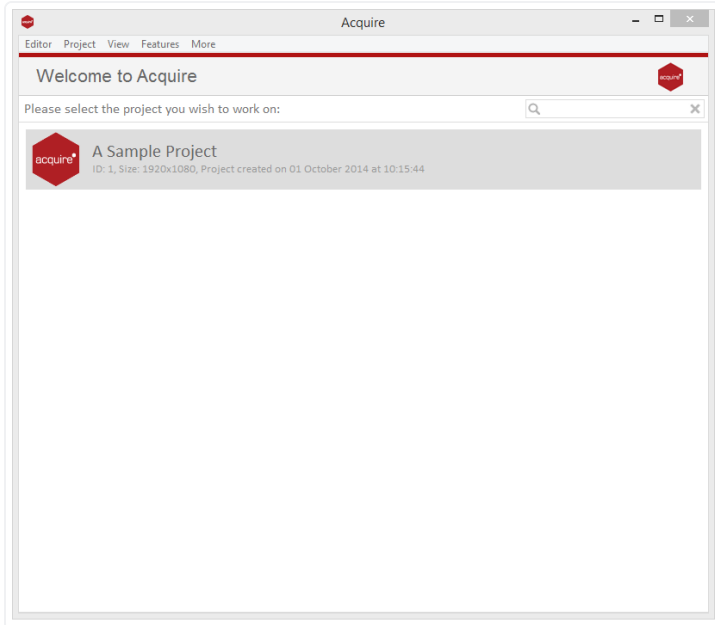 Acquire
Editor Project View Features More
Welcome to Acquire
acquire
Please select the project you wish to work on:
acquire
A Sample Project
ID: 1, Size: 1920x1080, Project created on 01 October 2014 at 10:15:44